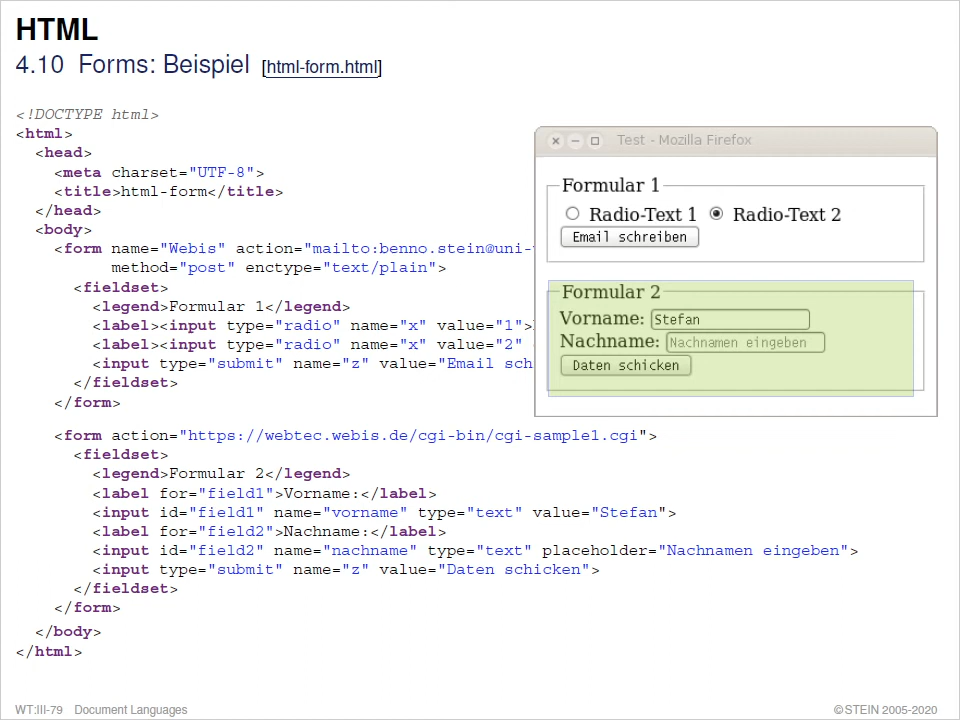 HTML
4.10 Forms: Beispiel [html-form.html]
<!DOCTYPE html>
<html>
<head>
<meta charset="UTF-8">
<title>html-form</title>
</head>
<body>
<form name="Webis" action="mailto:benno.stein@uni-
method="post" enctype="text/plain">
<fieldset>
<legend>Formular 1</legend>
<label><input type="radio" name="x" value="1">
<label><input type="radio" name="x" value="2"
<input type="submit" name="z" value="Email sch
</fieldset>
</form>
Test - Mozilla Firefox
Formular 1
Radio-Text 1 Radio-Text 2
Email schreiben
Formular 2
Vorname: Stefan
Nachname: Nachnamen eingeben
Daten schicken
<form action="https://webtec.webis.de/cgi-bin/cgi-sample1.cgi">
<fieldset>
<legend>Formular 2</legend>
<label for="field1">Vorname:</label>
<input id="field1" name="vorname" type="text" value="Stefan">
<label for="field2">Nachname:</label>
<input id="field2" name="nachname" type="text" placeholder="Nachnamen eingeben">
<input type="submit" name="z" value="Daten schicken">
</fieldset>
</form>
</body>
</html>
WT:III-79 Document Languages
©STEIN 2005-2020